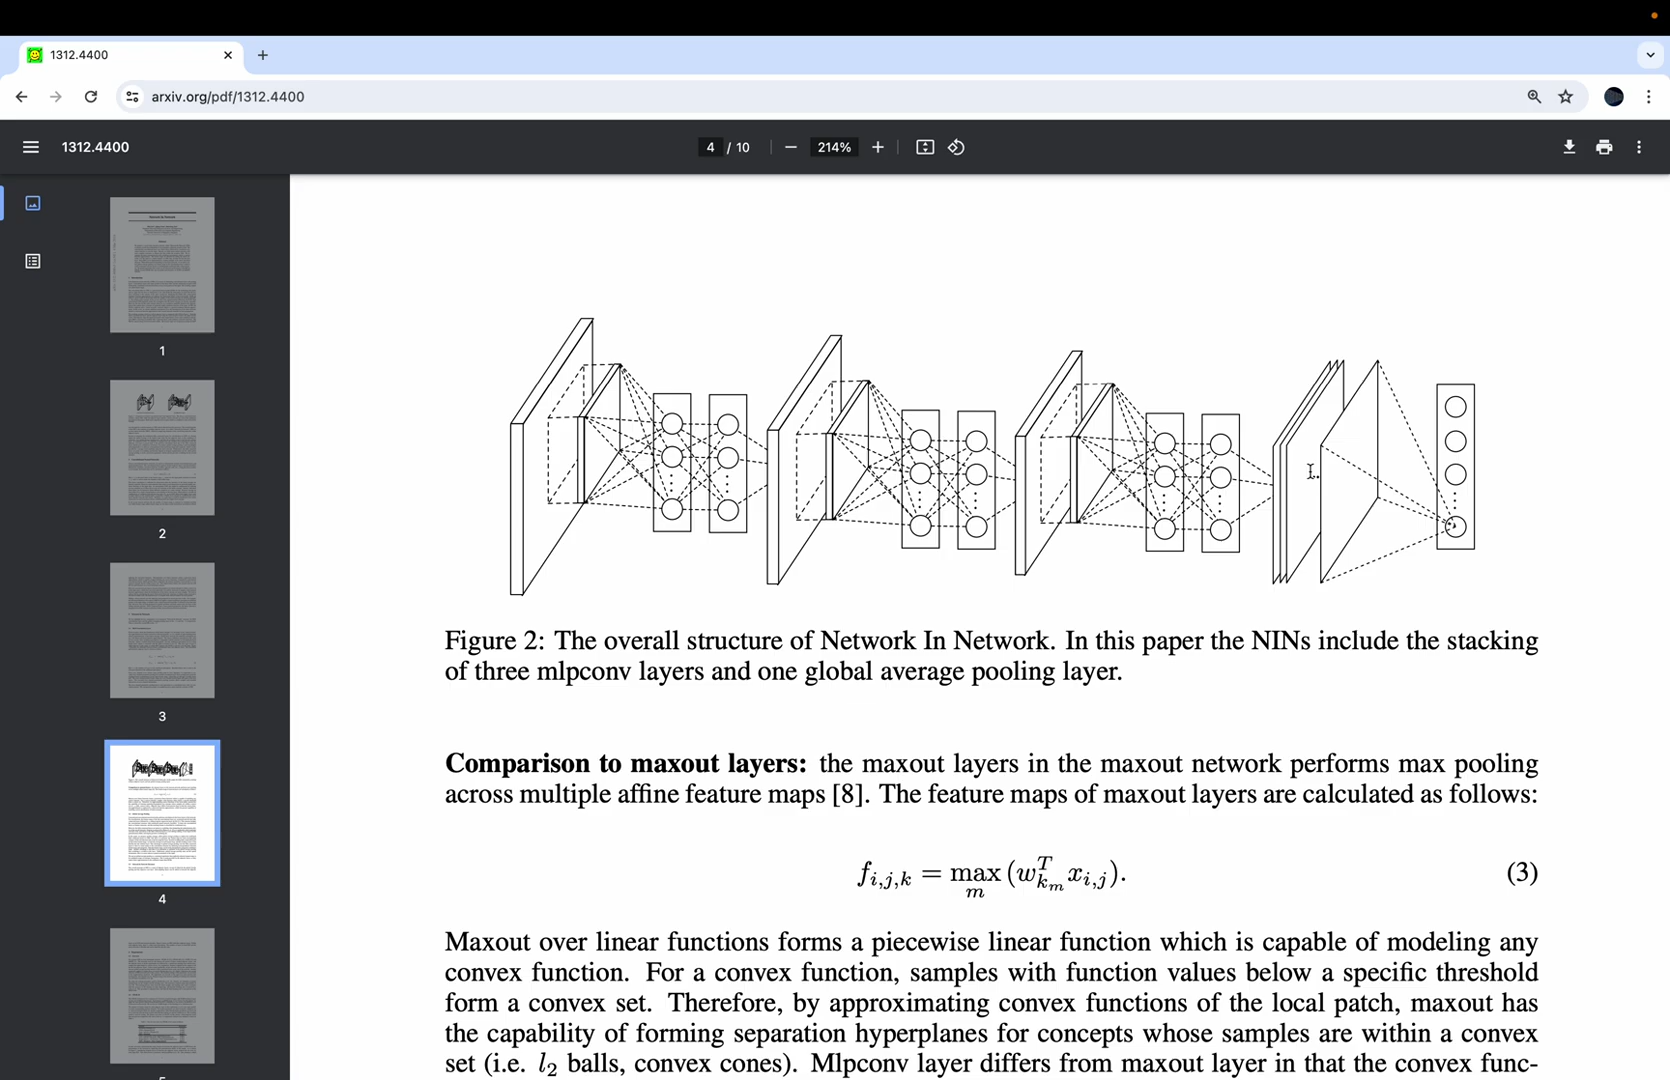 1312.4400
arxiv.org/pdf/1312.4400
1312.4400
4 / 10
214%
1
2
3
4
Figure 2: The overall structure of Network In Network. In this paper the NINs include the stacking
of three mlpconv layers and one global average pooling layer.
Comparison to maxout layers: the maxout layers in the maxout network performs max pooling
across multiple affine feature maps [8]. The feature maps of maxout layers are calculated as follows:
f_{i,j,k} = max_m (w_{k_m}^T x_{i,j}). (3)
Maxout over linear functions forms a piecewise linear function which is capable of modeling any
convex function. For a convex function, samples with function values below a specific threshold
form a convex set. Therefore, by approximating convex functions of the local patch, maxout has
the capability of forming separation hyperplanes for concepts whose samples are within a convex
set (i.e. l_2 balls, convex cones). Mlpconv layer differs from maxout layer in that the convex func-